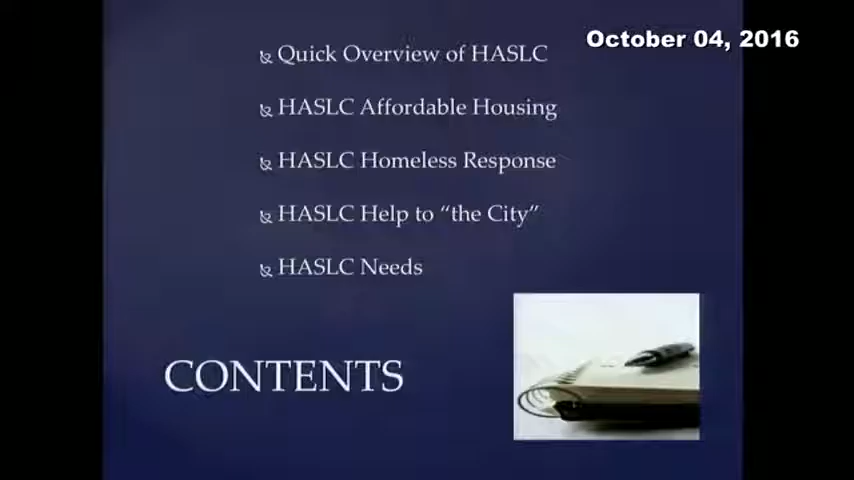 October 04, 2016
Quick Overview of HASLC
HASLC Affordable Housing
HASLC Homeless Response
HASLC Help to “the City”
HASLC Needs
CONTENTS